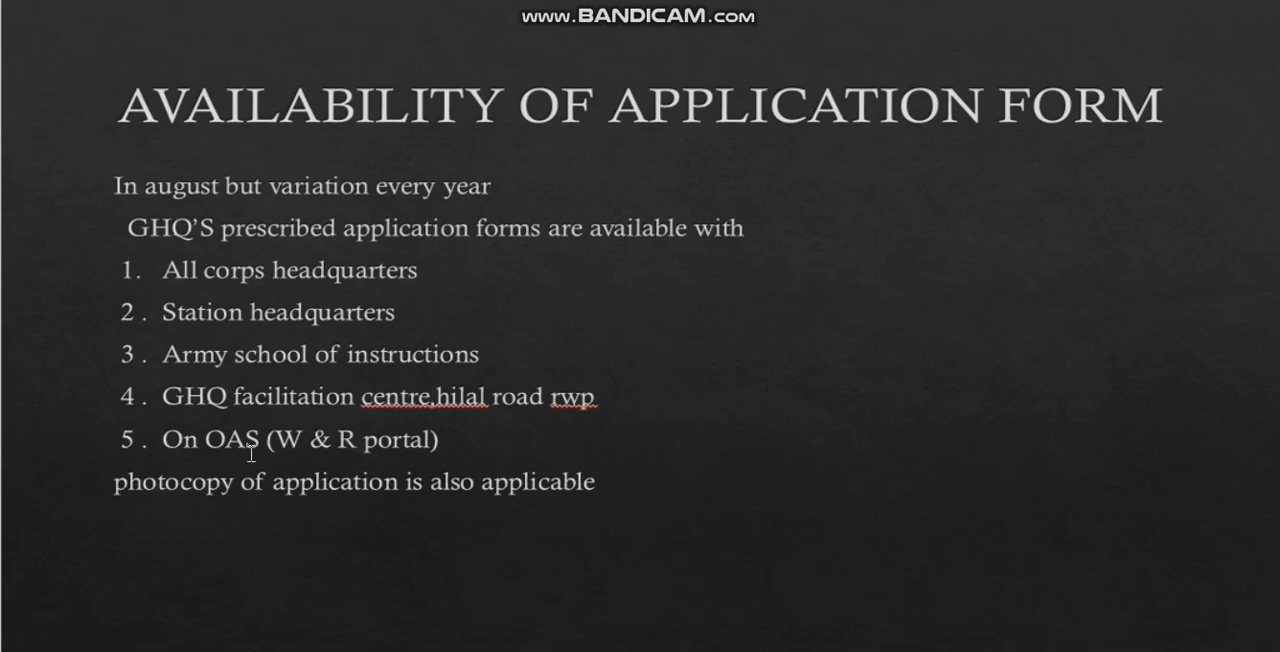 www.BANDICAM.com
AVAILABILITY OF APPLICATION FORM
In august but variation every year
GHQ’S prescribed application forms are available with
1. All corps headquarters
2 . Station headquarters
3 . Army school of instructions
4 . GHQ facilitation centre,hilal road rwp
5 . On OAS (W & R portal)
photocopy of application is also applicable